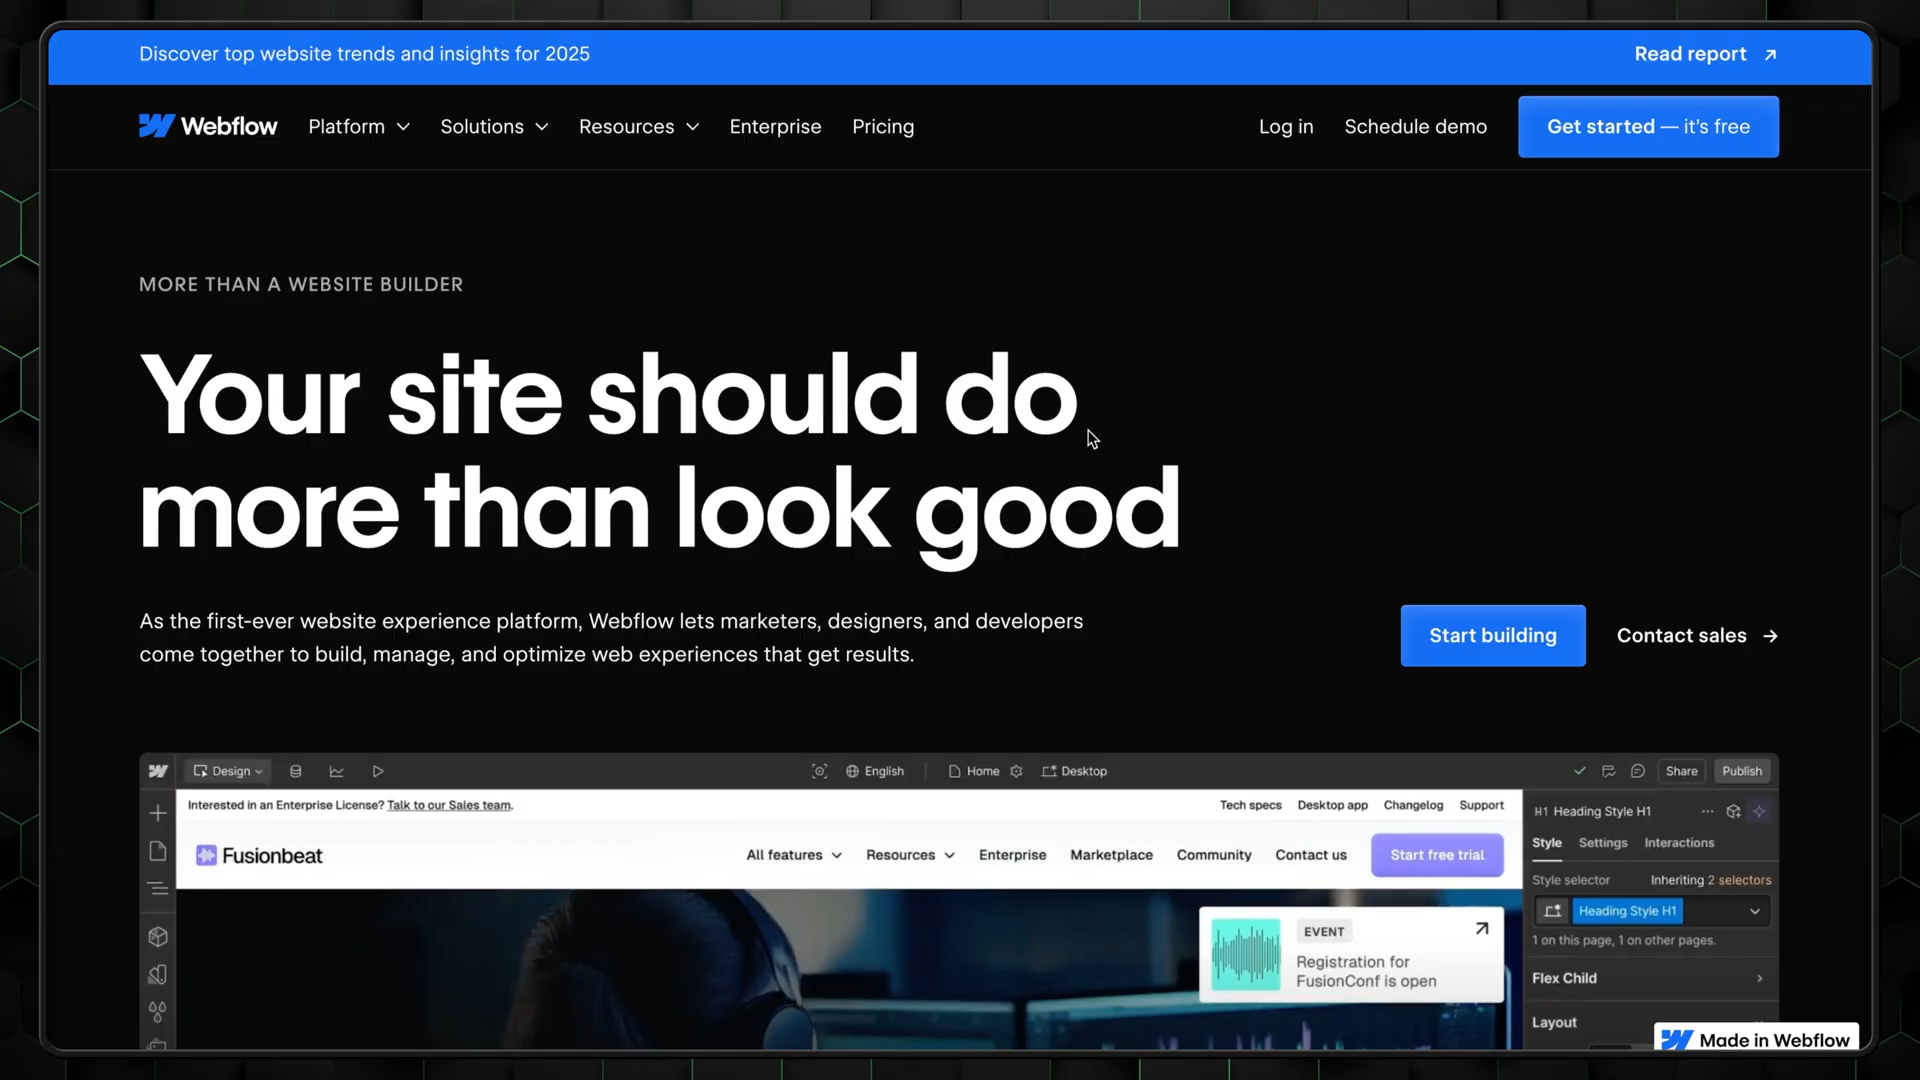 Discover top website trends and insights for 2025
Read report
Webflow
Platform
Solutions
Resources
Enterprise
Pricing
Log in
Schedule demo
Get started — it's free
MORE THAN A WEBSITE BUILDER
Your site should do
more than look good
As the first-ever website experience platform, Webflow lets marketers, designers, and developers
come together to build, manage, and optimize web experiences that get results.
Start building
Contact sales
Design
English
Home
Desktop
Share
Publish
Interested in an Enterprise License? Talk to our Sales team.
Tech specs
Desktop app
Changelog
Support
Fusionbeat
All features
Resources
Enterprise
Marketplace
Community
Contact us
Start free trial
EVENT
Registration for
FusionConf is open
H1 Heading Style H1
Style
Settings
Interactions
Style selector
Inheriting 2 selectors
Heading Style H1
1 on this page, 1 on other pages.
Flex Child
Layout
Made in Webflow